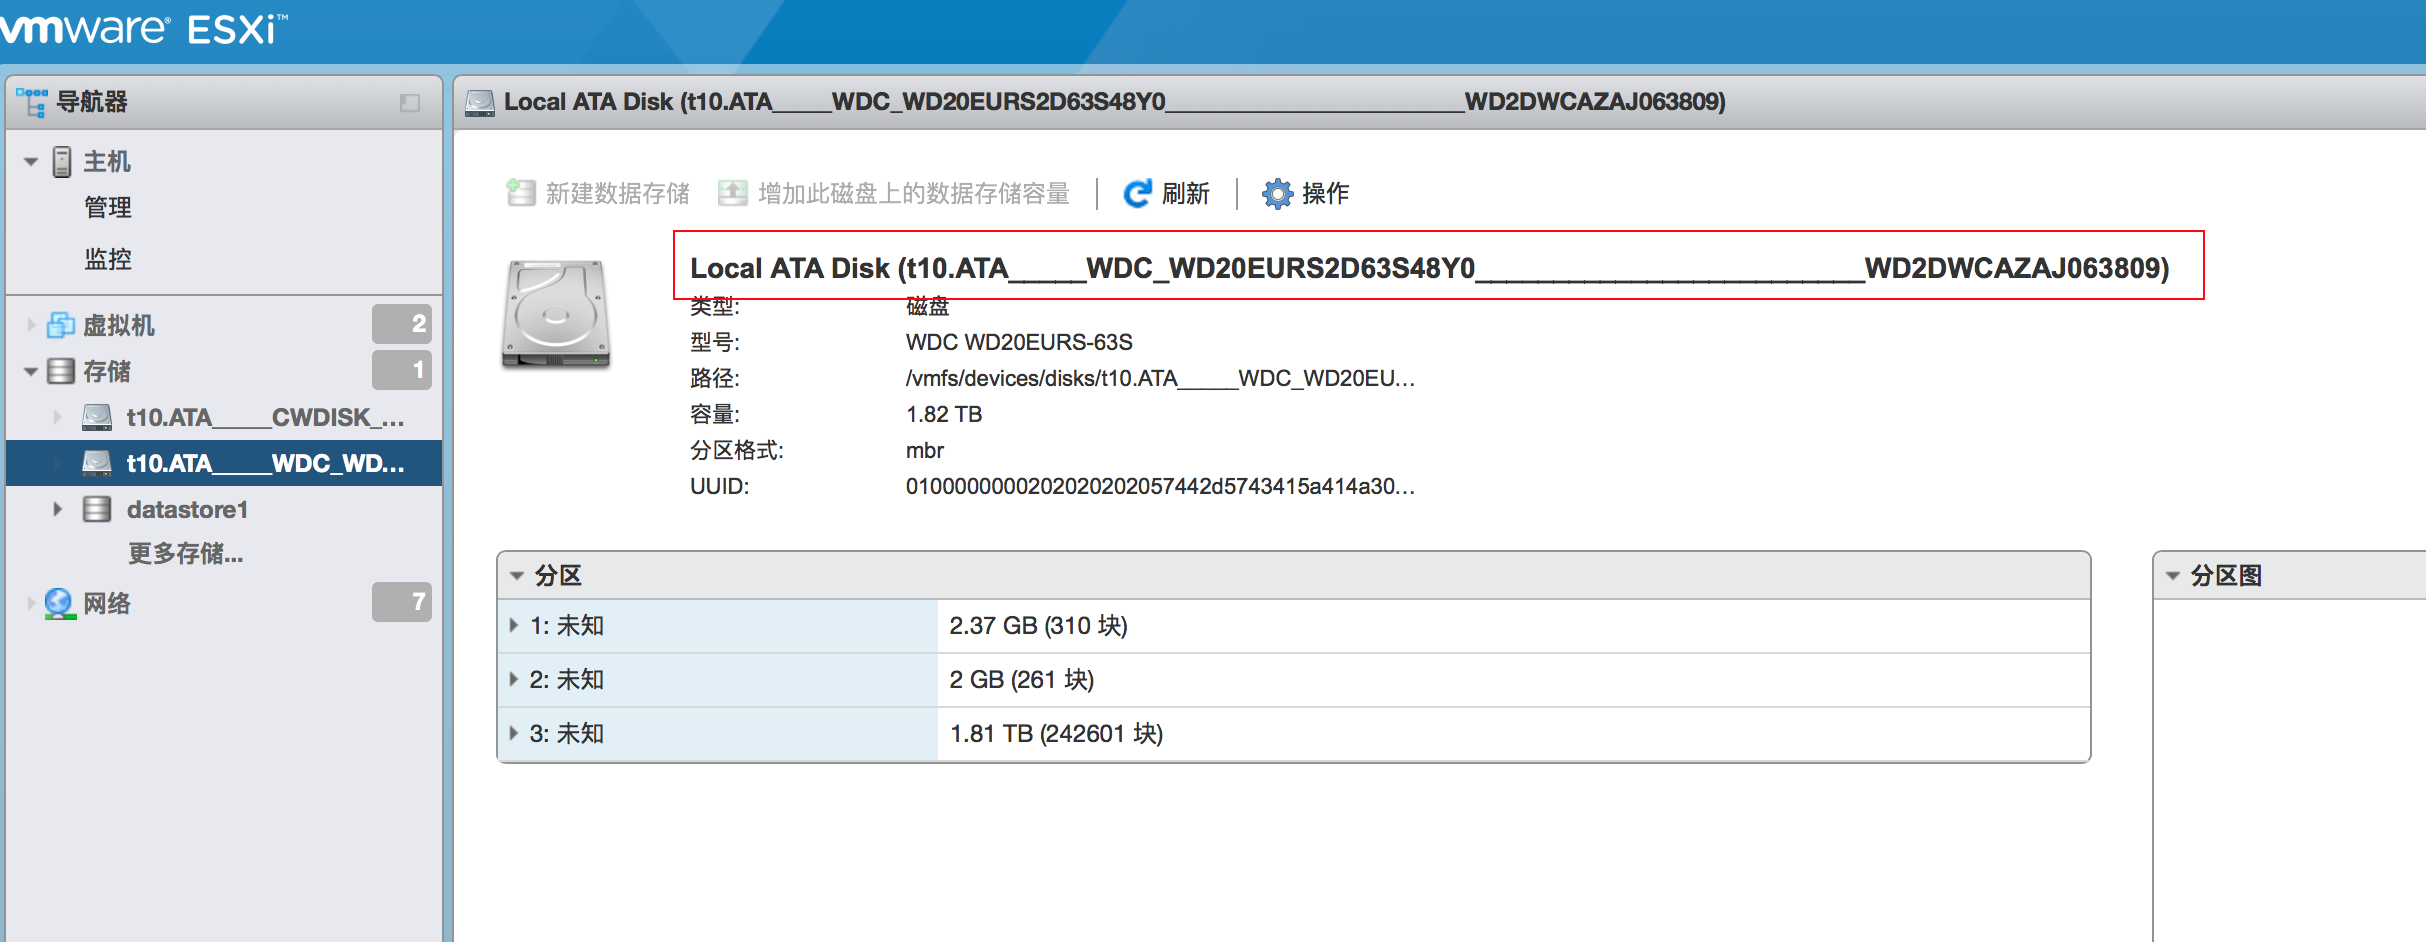 vmware® ESXi™
导航器
Local ATA Disk (t10.ATA_____WDC_WD20EURS2D63S48Y0_________________________WD2DWCAZAJ063809)
主机
管理
监控
虚拟机 2
存储 1
t10.ATA_____CWDISK_...
t10.ATA_____WDC_WD...
datastore1
更多存储...
网络 7
新建数据存储 增加此磁盘上的数据存储容量 刷新 操作
Local ATA Disk (t10.ATA_____WDC_WD20EURS2D63S48Y0_________________________WD2DWCAZAJ063809)
类型: 磁盘
型号: WDC WD20EURS-63S
路径: /vmfs/devices/disks/t10.ATA_____WDC_WD20EU...
容量: 1.82 TB
分区格式: mbr
UUID: 0100000000202020202057442d5743415a414a30...
分区
1: 未知 2.37 GB (310 块)
2: 未知 2 GB (261 块)
3: 未知 1.81 TB (242601 块)
分区图